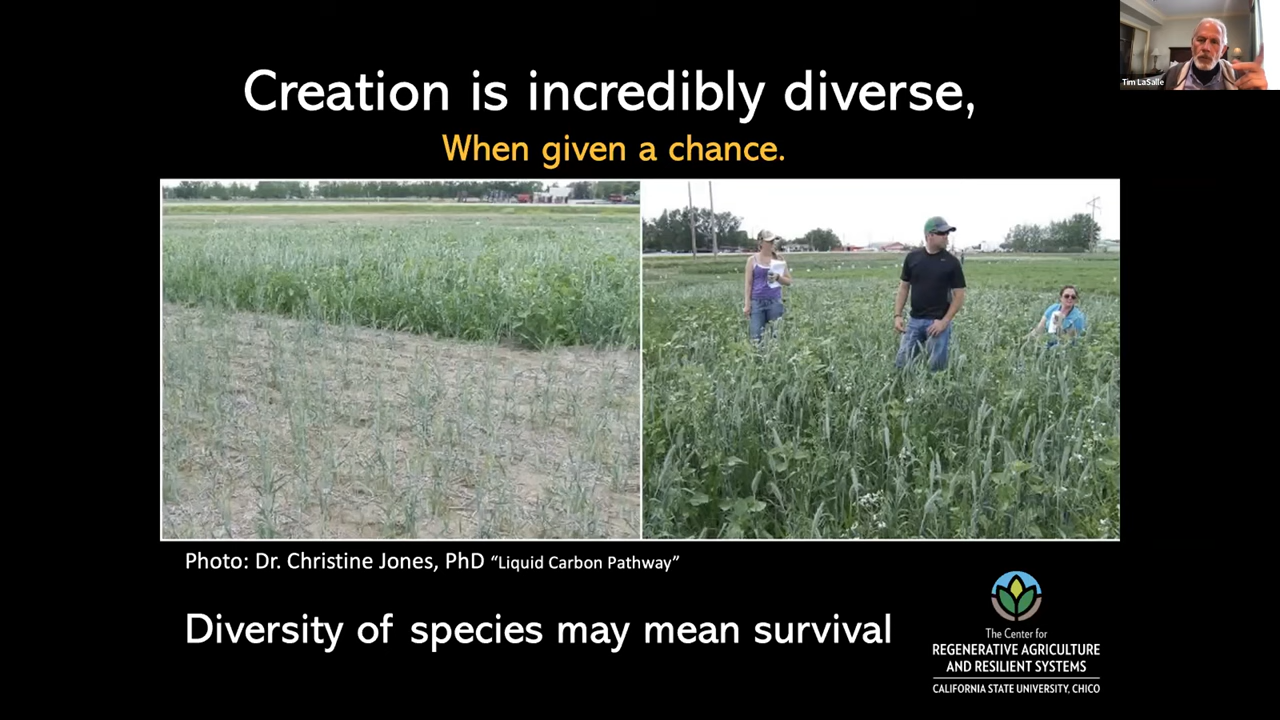 Creation is incredibly diverse,
When given a chance.
Tim LaSalle
Photo: Dr. Christine Jones, PhD “Liquid Carbon Pathway”
Diversity of species may mean survival
The Center for
REGENERATIVE AGRICULTURE
AND RESILIENT SYSTEMS
CALIFORNIA STATE UNIVERSITY, CHICO